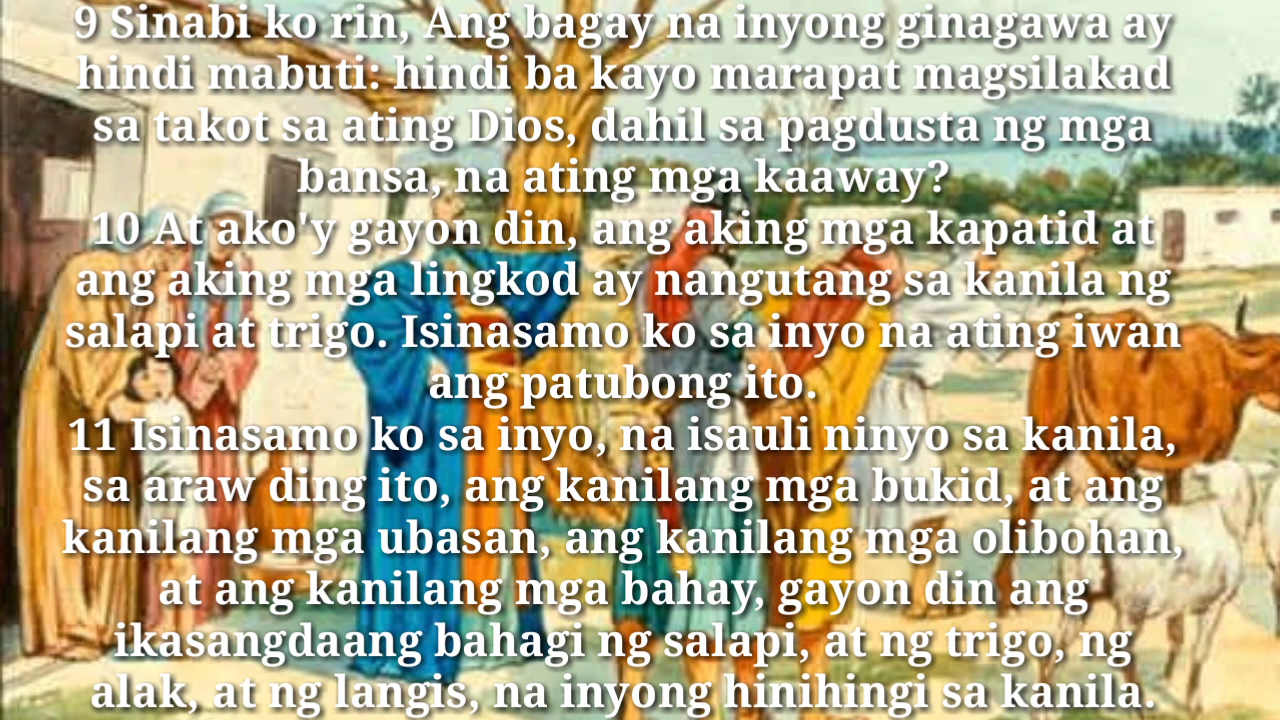 9 Sinabi ko rin, Ang bagay na inyong ginagawa ay
hindi mabuti: hindi ba kayo marapat magsilakad
sa takot sa ating Dios, dahil sa pagdusta ng mga
bansa, na ating mga kaaway?
10 At ako'y gayon din, ang aking mga kapatid at
ang aking mga lingkod ay nangutang sa kanila ng
salapi at trigo. Isinasamo ko sa inyo na ating iwan
ang patubong ito.
11 Isinasamo ko sa inyo, na isauli ninyo sa kanila,
sa araw ding ito, ang kanilang mga bukid, at ang
kanilang mga ubasan, ang kanilang mga olibohan,
at ang kanilang mga bahay, gayon din ang
ikasangdaang bahagi ng salapi, at ng trigo, ng
alak, at ng langis, na inyong hinihingi sa kanila.